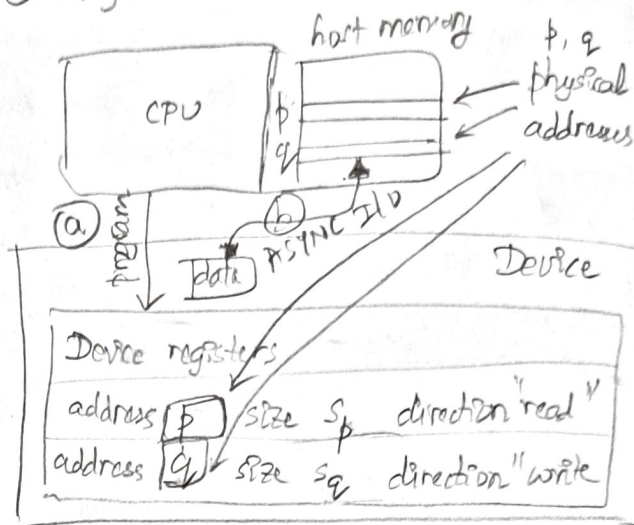 host memory
p, q
physical
addresses
CPU
p
q
a
b
ASYNC I/O
data
Device
Device registers
address p size Sp direction "read"
address q size Sq direction "write